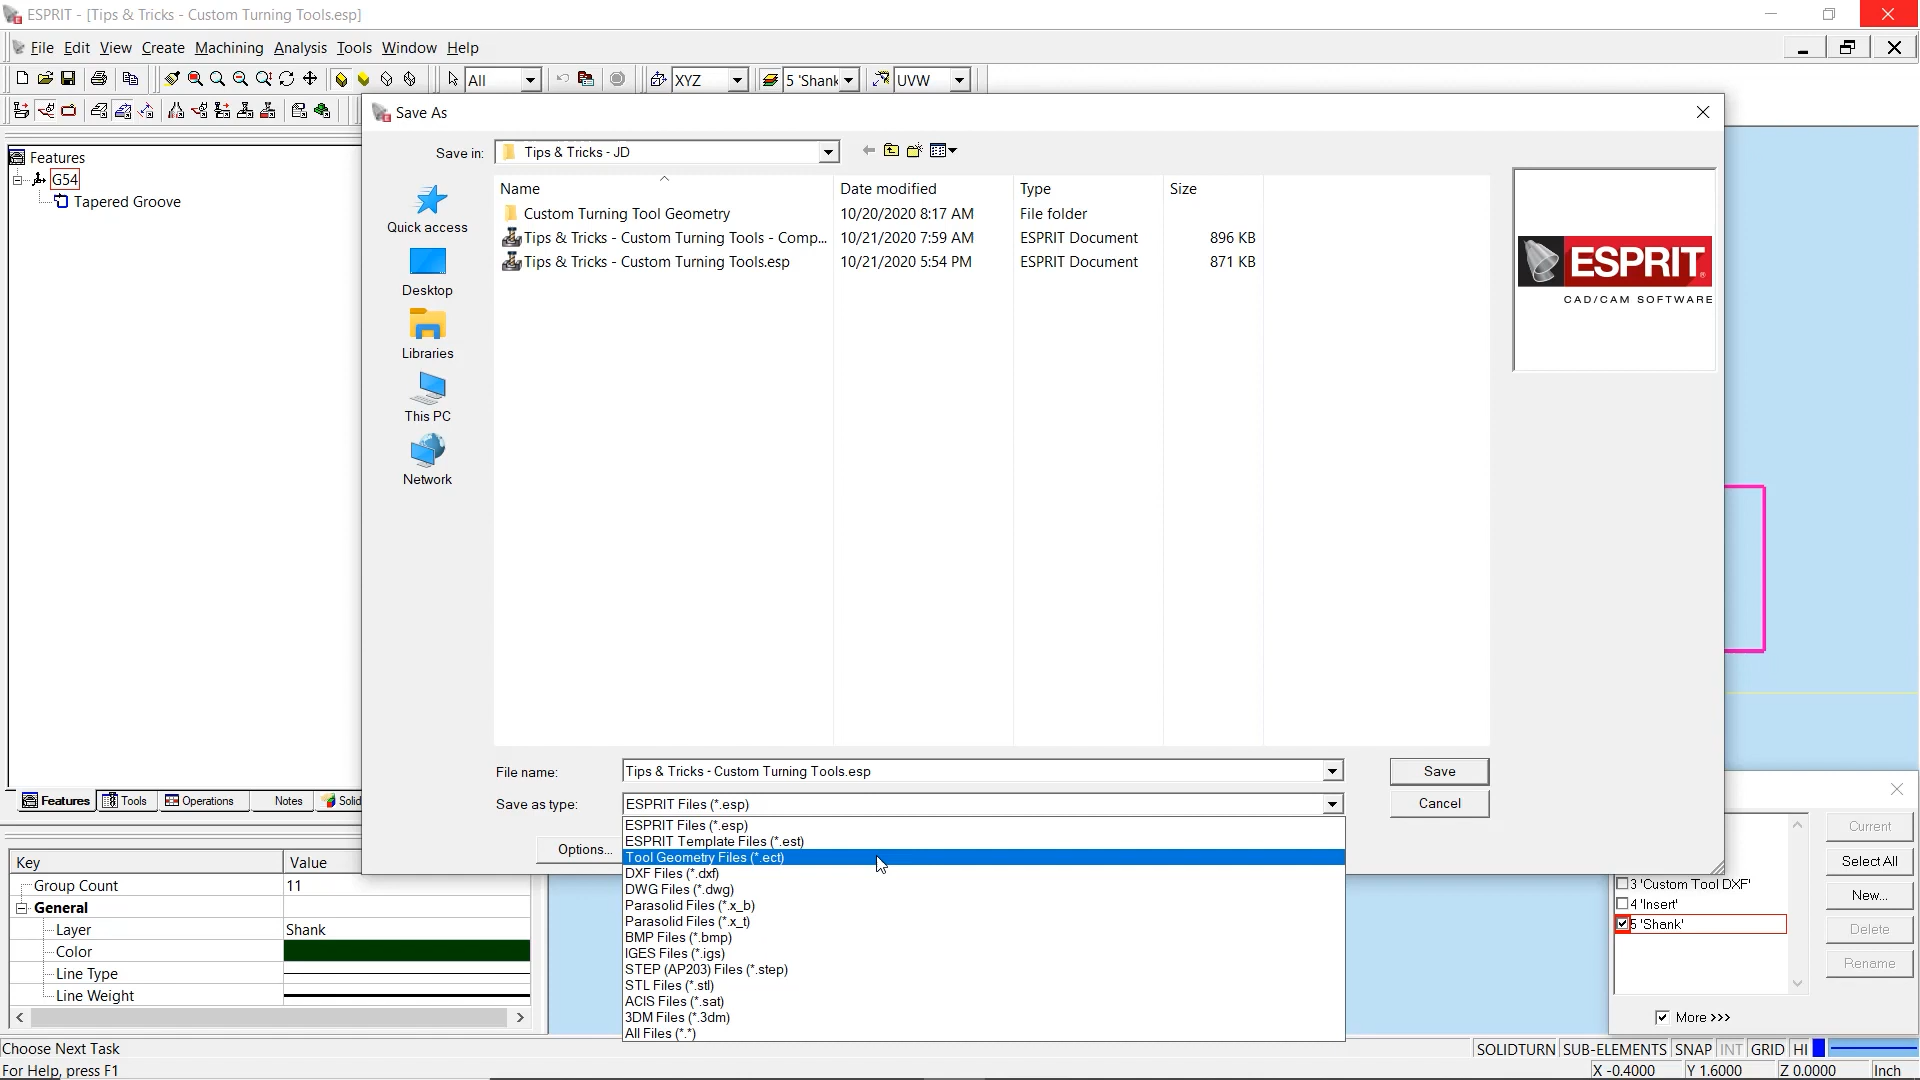 ESPRIT - [Tips & Tricks - Custom Turning Tools.esp]
File Edit View Create Machining Analysis Tools Window Help
All
XYZ
5 'Shank
UVW
Save As
Features
G54
Tapered Groove
Save in:
Tips & Tricks - JD
Quick access
Desktop
Libraries
This PC
Network
Name Date modified Type Size
Custom Turning Tool Geometry 10/20/2020 8:17 AM File folder
Tips & Tricks - Custom Turning Tools - Comp... 10/21/2020 7:59 AM ESPRIT Document 896 KB
Tips & Tricks - Custom Turning Tools.esp 10/21/2020 5:54 PM ESPRIT Document 871 KB
ESPRIT
CAD/CAM SOFTWARE
File name: Tips & Tricks - Custom Turning Tools.esp Save
Save as type: ESPRIT Files (*.esp) Cancel
Options...
ESPRIT Files (*.esp)
ESPRIT Template Files (*.est)
Tool Geometry Files (*.ect)
DXF Files (*.dxf)
DWG Files (*.dwg)
Parasolid Files (*.x_b)
Parasolid Files (*.x_t)
BMP Files (*.bmp)
IGES Files (*.igs)
STEP (AP203) Files (*.step)
STL Files (*.stl)
ACIS Files (*.sat)
3DM Files (*.3dm)
All Files (*.*)
Features Tools Operations Notes Solid
Key Value
Group Count 11
General
Layer Shank
Color
Line Type
Line Weight
Current
Select All
New...
Delete
Rename
3 'Custom Tool DXF'
4 'Insert'
5 'Shank'
More >>>
Choose Next Task
SOLIDTURN SUB-ELEMENTS SNAP INT GRID HI
For Help, press F1
X -0.4000 Y 1.6000 Z 0.0000 Inch